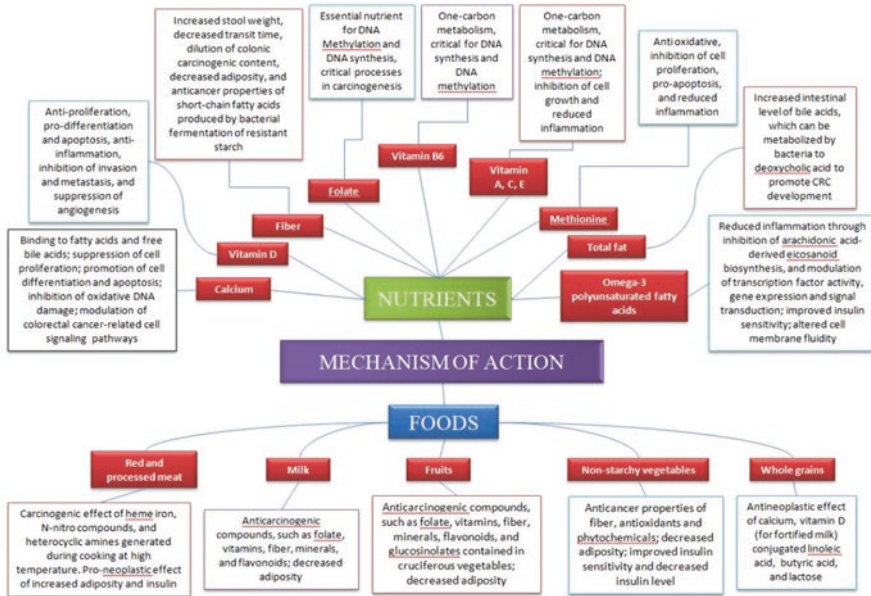 Increased stool weight,
decreased transit time,
dilution of colonic
carcinogenic content,
decreased adiposity, and
anticancer properties of
short-chain fatty acids
produced by bacterial
fermentation of resistant
starch
Essential nutrient
for DNA
Methylation and
DNA synthesis,
critical processes
in carcinogenesis
One-carbon
metabolism,
critical for DNA
synthesis and
DNA
methylation
One-carbon
metabolism,
critical for DNA
synthesis and DNA
methylation;
inhibition of cell
growth and
reduced
inflammation
Anti oxidative,
inhibition of cell
proliferation,
pro-apoptosis,
and reduced
inflammation
Increased intestinal
level of bile acids,
which can be
metabolized by
bacteria to
deoxycholic acid to
promote CRC
development
Anti-proliferation,
pro-differentiation
and apoptosis, anti-
inflammation,
inhibition of invasion
and metastasis, and
suppression of
angiogenesis
Vitamin B6
Vitamin
A, C, E
Folate
Methionine
Fiber
Total fat
Vitamin D
Calcium
Binding to fatty acids and free
bile acids; suppression of cell
proliferation; promotion of cell
differentiation and apoptosis;
inhibition of oxidative DNA
damage; modulation of
colorectal cancer-related cell
signaling pathways
NUTRIENTS
Omega-3
polyunsaturated fatty
acids
Reduced inflammation through
inhibition of arachidonic acid-
derived eicosanoid
biosynthesis, and modulation
of transcription factor activity,
gene expression and signal
transduction; improved insulin
sensitivity; altered cell
membrane fluidity
MECHANISM OF ACTION
FOODS
Red and
processed meat
Milk
Fruits
Non-starchy vegetables
Whole grains
Carcinogenic effect of heme iron,
N-nitro compounds, and
heterocyclic amines generated
during cooking at high
temperature. Pro-neoplastic effect
of increased adiposity and insulin
Anticarcinogenic
compounds, such as folate,
vitamins, fiber, minerals,
and flavonoids; decreased
adiposity
Anticarcinogenic compounds,
such as folate, vitamins, fiber,
minerals, flavonoids, and
glucosinolates contained in
cruciferous vegetables;
decreased adiposity
Anticancer properties of
fiber, antioxidants and
phytochemicals; decreased
adiposity; improved insulin
sensitivity and decreased
insulin level
Antineoplastic effect
of calcium, vitamin D
(for fortified milk)
conjugated linoleic
acid, butyric acid,
and lactose